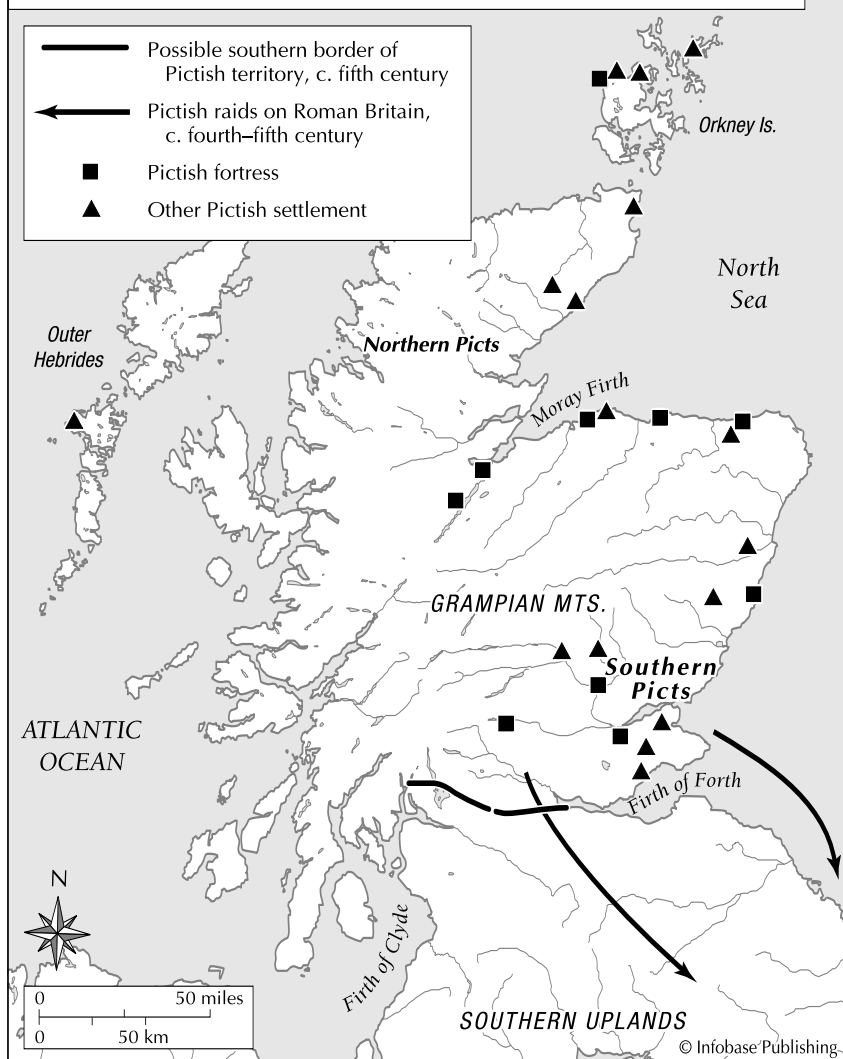 Possible southern border of
Pictish territory, c. fifth century
Pictish raids on Roman Britain,
c. fourth–fifth century
Pictish fortress
Other Pictish settlement
Orkney Is.
North
Sea
Outer
Hebrides
Northern Picts
Moray Firth
GRAMPIAN MTS.
Southern
Picts
ATLANTIC
OCEAN
Firth of Forth
N
Firth of Clyde
0 50 miles
0 50 km
SOUTHERN UPLANDS
© Infobase Publishing